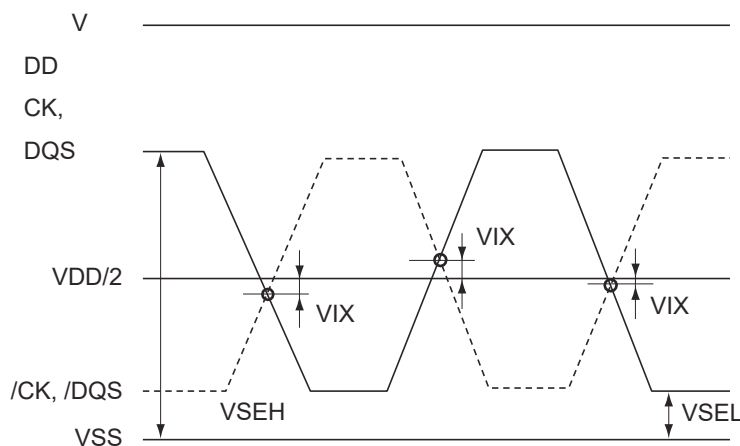 V
DD
CK,
DQS
VIX
VDD/2
VIX
VIX
/CK, /DQS
VSEH
VSEL
VSS